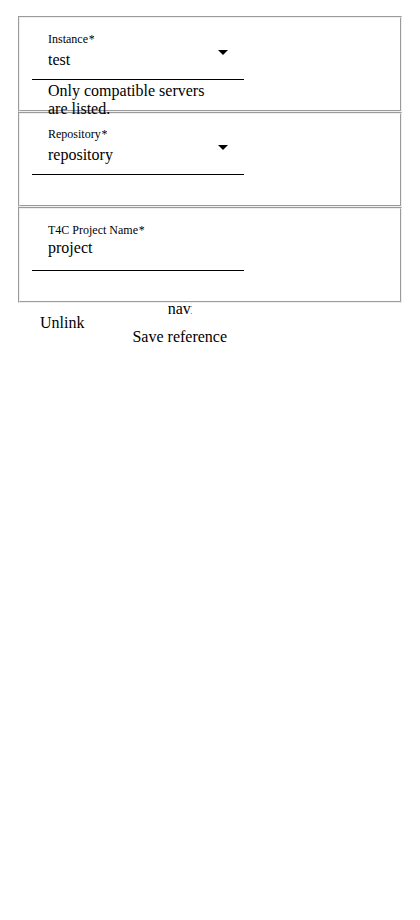 Instance*
test
Only compatible servers
are listed.
Repository*
repository
T4C Project Name*
project
nav
Unlink
Save reference